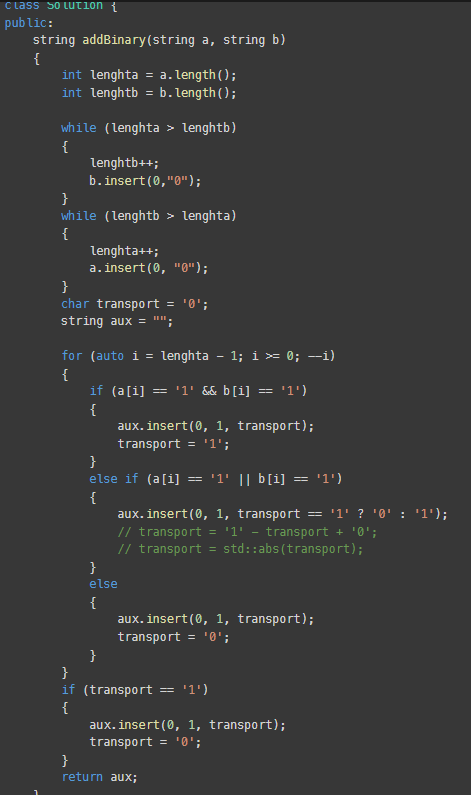 class Solution {
public:
    string addBinary(string a, string b)
    {
        int lenghta = a.length();
        int lenghtb = b.length();

        while (lenghta > lenghtb)
        {
            lenghtb++;
            b.insert(0,"0");
        }
        while (lenghtb > lenghta)
        {
            lenghta++;
            a.insert(0, "0");
        }
        char transport = '0';
        string aux = "";

        for (auto i = lenghta - 1; i >= 0; --i)
        {
            if (a[i] == '1' && b[i] == '1')
            {
                aux.insert(0, 1, transport);
                transport = '1';
            }
            else if (a[i] == '1' || b[i] == '1')
            {
                aux.insert(0, 1, transport == '1' ? '0' : '1');
                // transport = '1' - transport + '0';
                // transport = std::abs(transport);
            }
            else
            {
                aux.insert(0, 1, transport);
                transport = '0';
            }
        }
        if (transport == '1')
        {
            aux.insert(0, 1, transport);
            transport = '0';
        }
        return aux;
    }